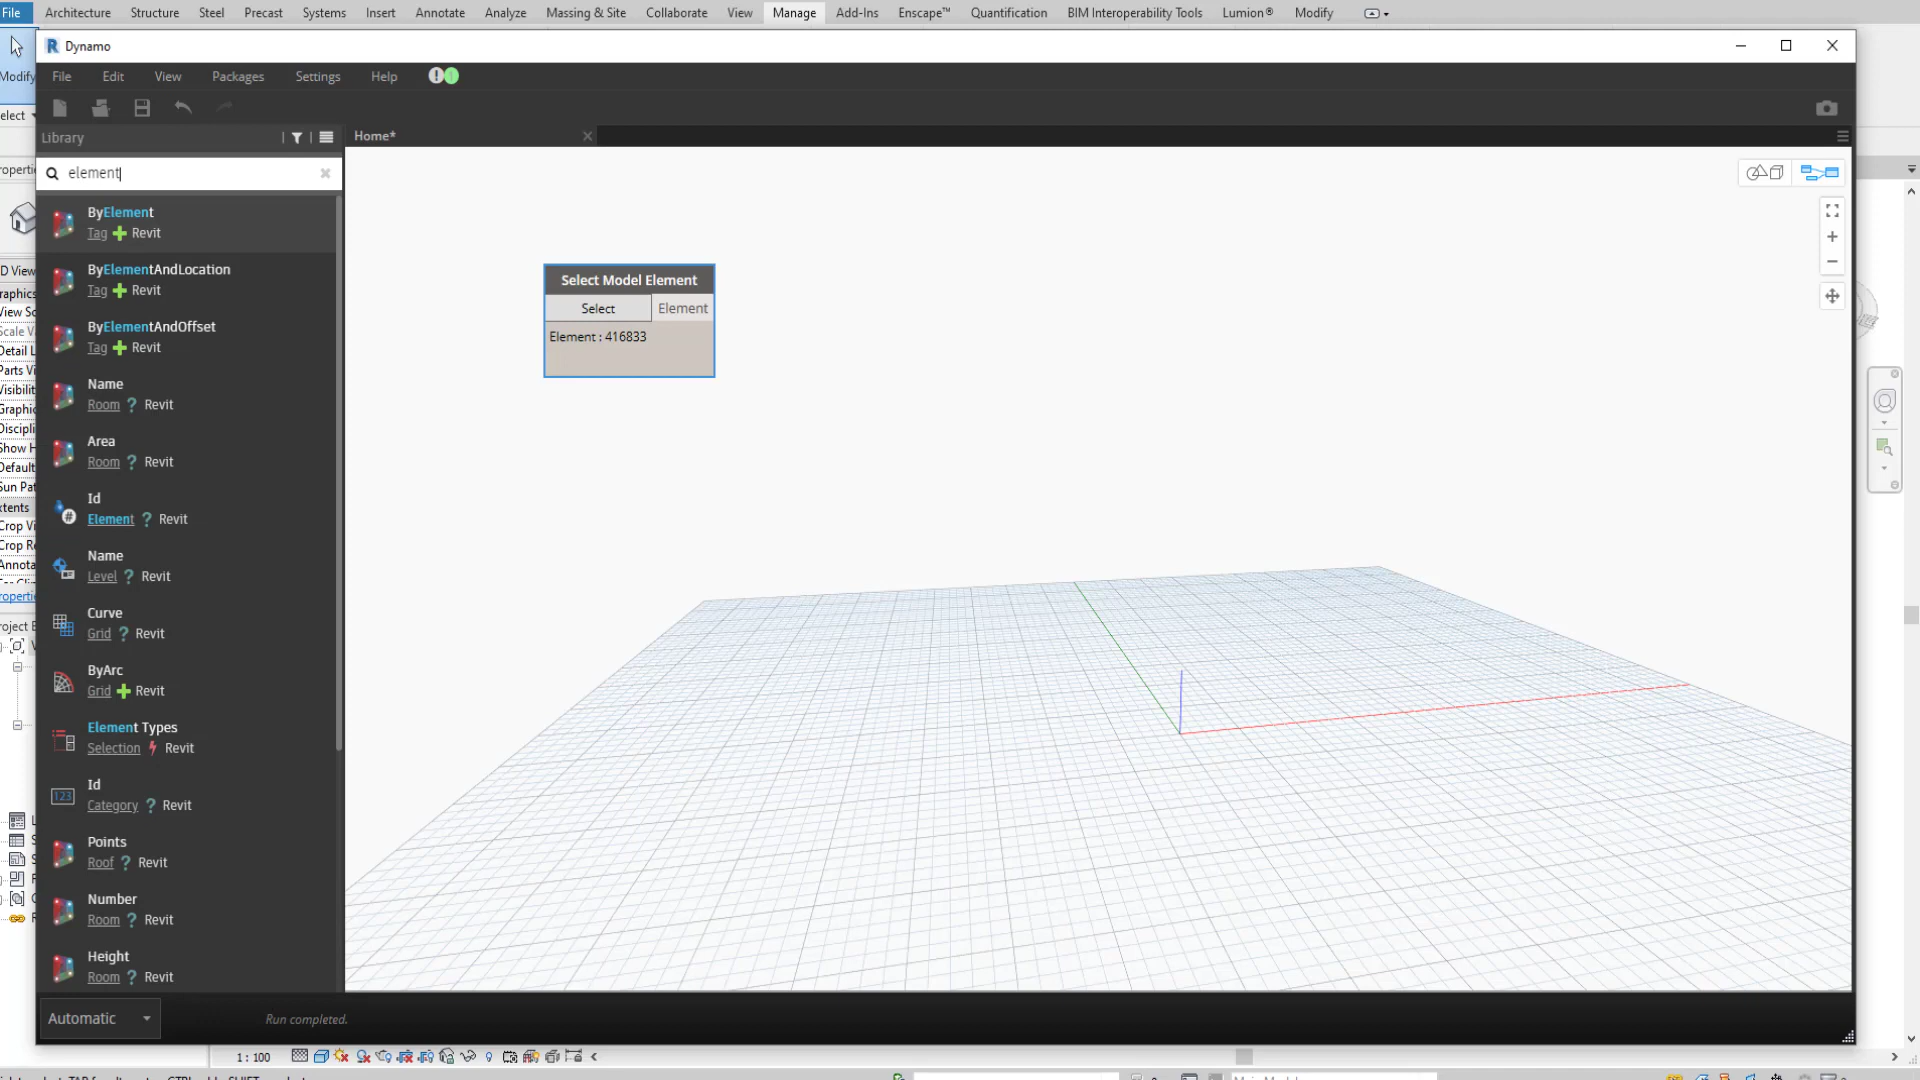 File Architecture Structure Steel Precast Systems Insert Annotate Analyze Massing & Site Collaborate View Manage Add-Ins Enscape™ Quantification BIM Interoperability Tools Lumion® Modify
Dynamo
Modify
File Edit View Packages Settings Help
Library
Home*
element
ByElement
Tag Revit
ByElementAndLocation
Tag Revit
ByElementAndOffset
Tag Revit
Name
Room ? Revit
Area
Room ? Revit
Id
Element ? Revit
Name
Level ? Revit
Curve
Grid ? Revit
ByArc
Grid Revit
Element Types
Selection Revit
Id
Category ? Revit
Points
Roof ? Revit
Number
Room ? Revit
Height
Room ? Revit
Select Model Element
Select Element
Element : 416833
Automatic
Run completed.
1 : 100